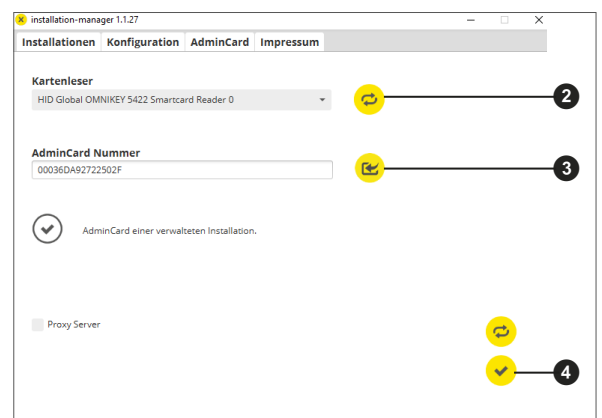 installation-manager 1.1.27
Installationen Konfiguration AdminCard Impressum
Kartenleser
HID Global OMNIKEY 5422 Smartcard Reader 0
2
AdminCard Nummer
00036DA92722502F
3
AdminCard einer verwalteten Installation.
Proxy Server
4